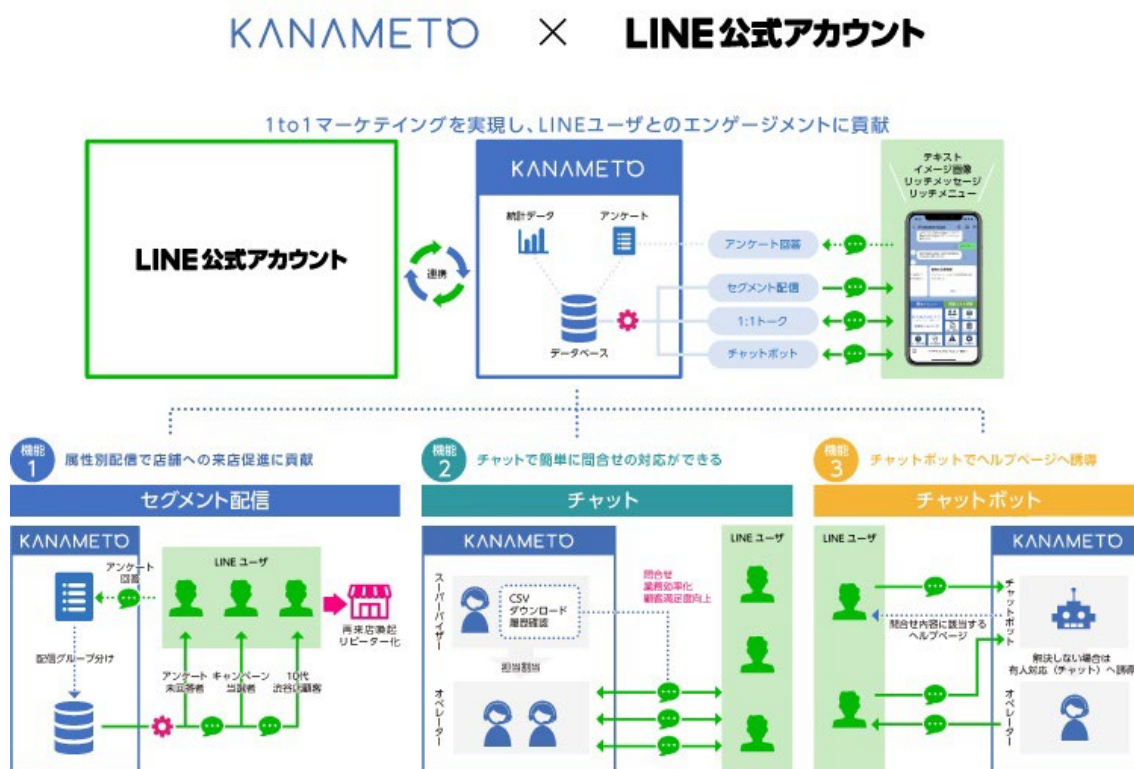 KANAMETO × LINE公式アカウント
1to1マーケテイングを実現し、LINEユーザとのエンゲージメントに貢献
LINE公式アカウント
連携
KANAMETO
統計データ
アンケート
データベース
アンケート回答
セグメント配信
1:1トーク
チャットボット
テキスト
イメージ画像
リッチメッセージ
リッチメニュー
機能
1
属性別配信で店舗への来店促進に貢献
セグメント配信
KANAMETO
アンケート
回答
配信グループ分け
LINE ユーザ
アンケート
未回答者
キャンペーン
当選者
10代
渋谷店顧客
再来店喚起
リピーター化
機能
2
チャットで簡単に問合せの対応ができる
チャット
KANAMETO
スーパーバイザー
CSV
ダウンロード
履歴確認
担当割当
オペレーター
問合せ
業務効率化
顧客満足度向上
LINE ユーザ
機能
3
チャットボットでヘルプページへ誘導
チャットボット
LINE ユーザ
KANAMETO
問合せ内容に該当する
ヘルプページ
チャットボット
解決しない場合は
有人対応（チャット）へ誘導
オペレーター